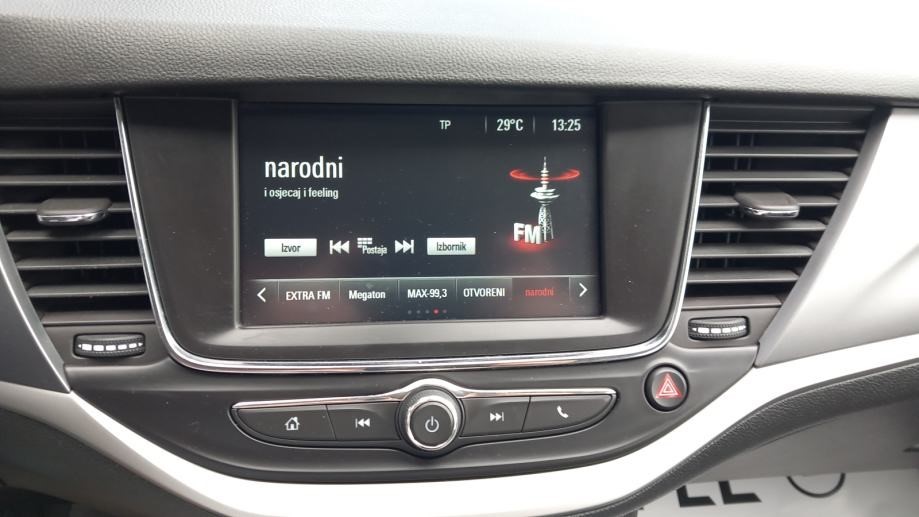 TP 29°C 13:25
narodni
i osjecaj i feeling
FM
Izvor Postaja Izbornik
EXTRA FM Megaton MAX-99,3 OTVORENI narodni